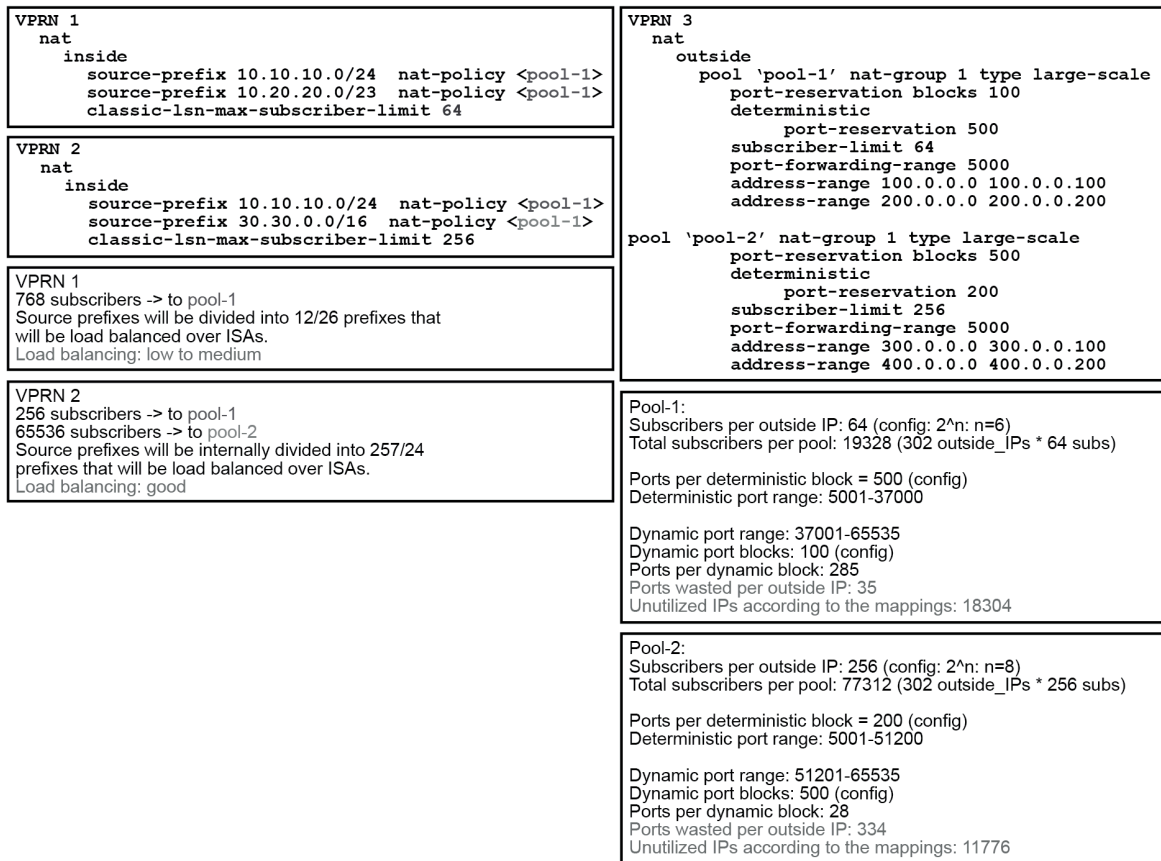 VPRN 1
nat
inside
source-prefix 10.10.10.0/24 nat-policy <pool-1>
source-prefix 10.20.20.0/23 nat-policy <pool-1>
classic-lsn-max-subscriber-limit 64
VPRN 2
nat
inside
source-prefix 10.10.10.0/24 nat-policy <pool-1>
source-prefix 30.30.0.0/16 nat-policy <pool-1>
classic-lsn-max-subscriber-limit 256
VPRN 1
768 subscribers -> to pool-1
Source prefixes will be divided into 12/26 prefixes that
will be load balanced over ISAs.
Load balancing: low to medium
VPRN 2
256 subscribers -> to pool-1
65536 subscribers -> to pool-2
Source prefixes will be internally divided into 257/24
prefixes that will be load balanced over ISAs.
Load balancing: good
VPRN 3
nat
outside
pool ‘pool-1’ nat-group 1 type large-scale
port-reservation blocks 100
deterministic
port-reservation 500
subscriber-limit 64
port-forwarding-range 5000
address-range 100.0.0.0 100.0.0.100
address-range 200.0.0.0 200.0.0.200
pool ‘pool-2’ nat-group 1 type large-scale
port-reservation blocks 500
deterministic
port-reservation 200
subscriber-limit 256
port-forwarding-range 5000
address-range 300.0.0.0 300.0.0.100
address-range 400.0.0.0 400.0.0.200
Pool-1:
Subscribers per outside IP: 64 (config: 2^n: n=6)
Total subscribers per pool: 19328 (302 outside_IPs * 64 subs)
Ports per deterministic block = 500 (config)
Deterministic port range: 5001-37000
Dynamic port range: 37001-65535
Dynamic port blocks: 100 (config)
Ports per dynamic block: 285
Ports wasted per outside IP: 35
Unutilized IPs according to the mappings: 18304
Pool-2:
Subscribers per outside IP: 256 (config: 2^n: n=8)
Total subscribers per pool: 77312 (302 outside_IPs * 256 subs)
Ports per deterministic block = 200 (config)
Deterministic port range: 5001-51200
Dynamic port range: 51201-65535
Dynamic port blocks: 500 (config)
Ports per dynamic block: 28
Ports wasted per outside IP: 334
Unutilized IPs according to the mappings: 11776